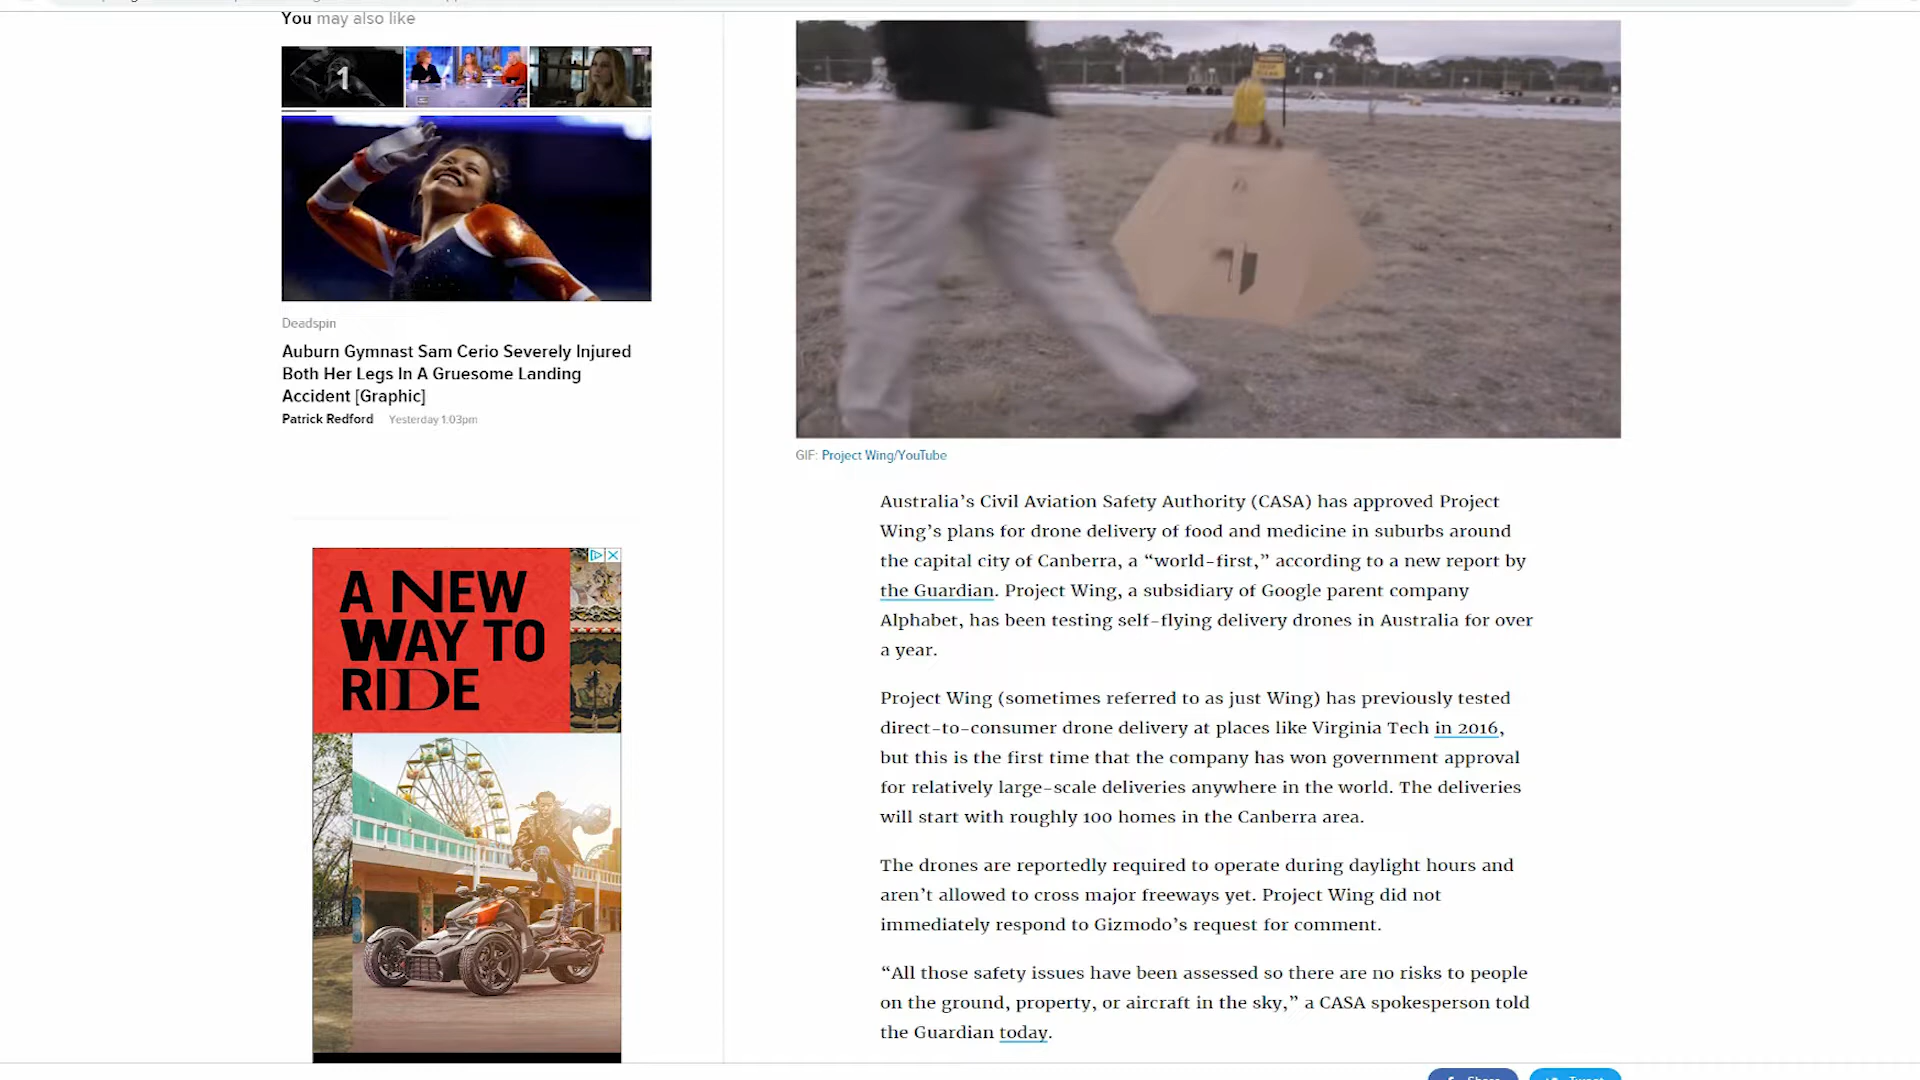 You may also like
1
Deadspin
Auburn Gymnast Sam Cerio Severely Injured
Both Her Legs In A Gruesome Landing
Accident [Graphic]
Patrick Redford Yesterday 1:03pm
A NEW
WAY TO
RIDE
GIF: Project Wing/YouTube
Australia’s Civil Aviation Safety Authority (CASA) has approved Project
Wing’s plans for drone delivery of food and medicine in suburbs around
the capital city of Canberra, a “world-first,” according to a new report by
the Guardian. Project Wing, a subsidiary of Google parent company
Alphabet, has been testing self-flying delivery drones in Australia for over
a year.
Project Wing (sometimes referred to as just Wing) has previously tested
direct-to-consumer drone delivery at places like Virginia Tech in 2016,
but this is the first time that the company has won government approval
for relatively large-scale deliveries anywhere in the world. The deliveries
will start with roughly 100 homes in the Canberra area.
The drones are reportedly required to operate during daylight hours and
aren’t allowed to cross major freeways yet. Project Wing did not
immediately respond to Gizmodo’s request for comment.
“All those safety issues have been assessed so there are no risks to people
on the ground, property, or aircraft in the sky,” a CASA spokesperson told
the Guardian today.
Share Tweet